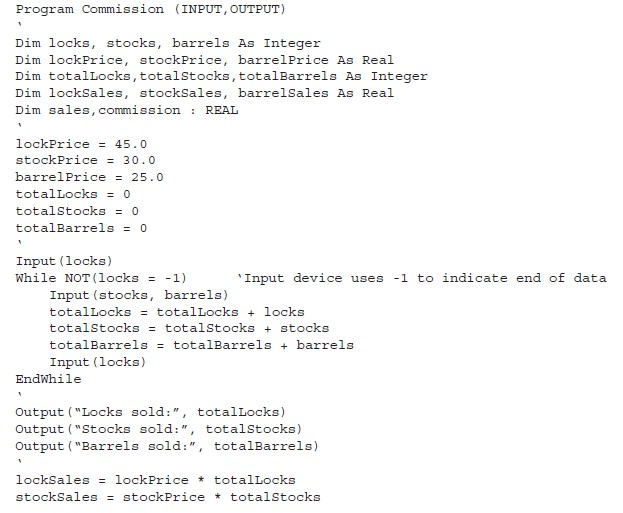 Program Commission (INPUT,OUTPUT)
‘
Dim locks, stocks, barrels As Integer
Dim lockPrice, stockPrice, barrelPrice As Real
Dim totalLocks,totalStocks,totalBarrels As Integer
Dim lockSales, stockSales, barrelSales As Real
Dim sales,commission : REAL
‘
lockPrice = 45.0
stockPrice = 30.0
barrelPrice = 25.0
totalLocks = 0
totalStocks = 0
totalBarrels = 0
‘
Input(locks)
While NOT(locks = -1) ‘Input device uses -1 to indicate end of data
Input(stocks, barrels)
totalLocks = totalLocks + locks
totalStocks = totalStocks + stocks
totalBarrels = totalBarrels + barrels
Input(locks)
EndWhile
‘
Output(“Locks sold:”, totalLocks)
Output(“Stocks sold:”, totalStocks)
Output(“Barrels sold:”, totalBarrels)
‘
lockSales = lockPrice * totalLocks
stockSales = stockPrice * totalStocks